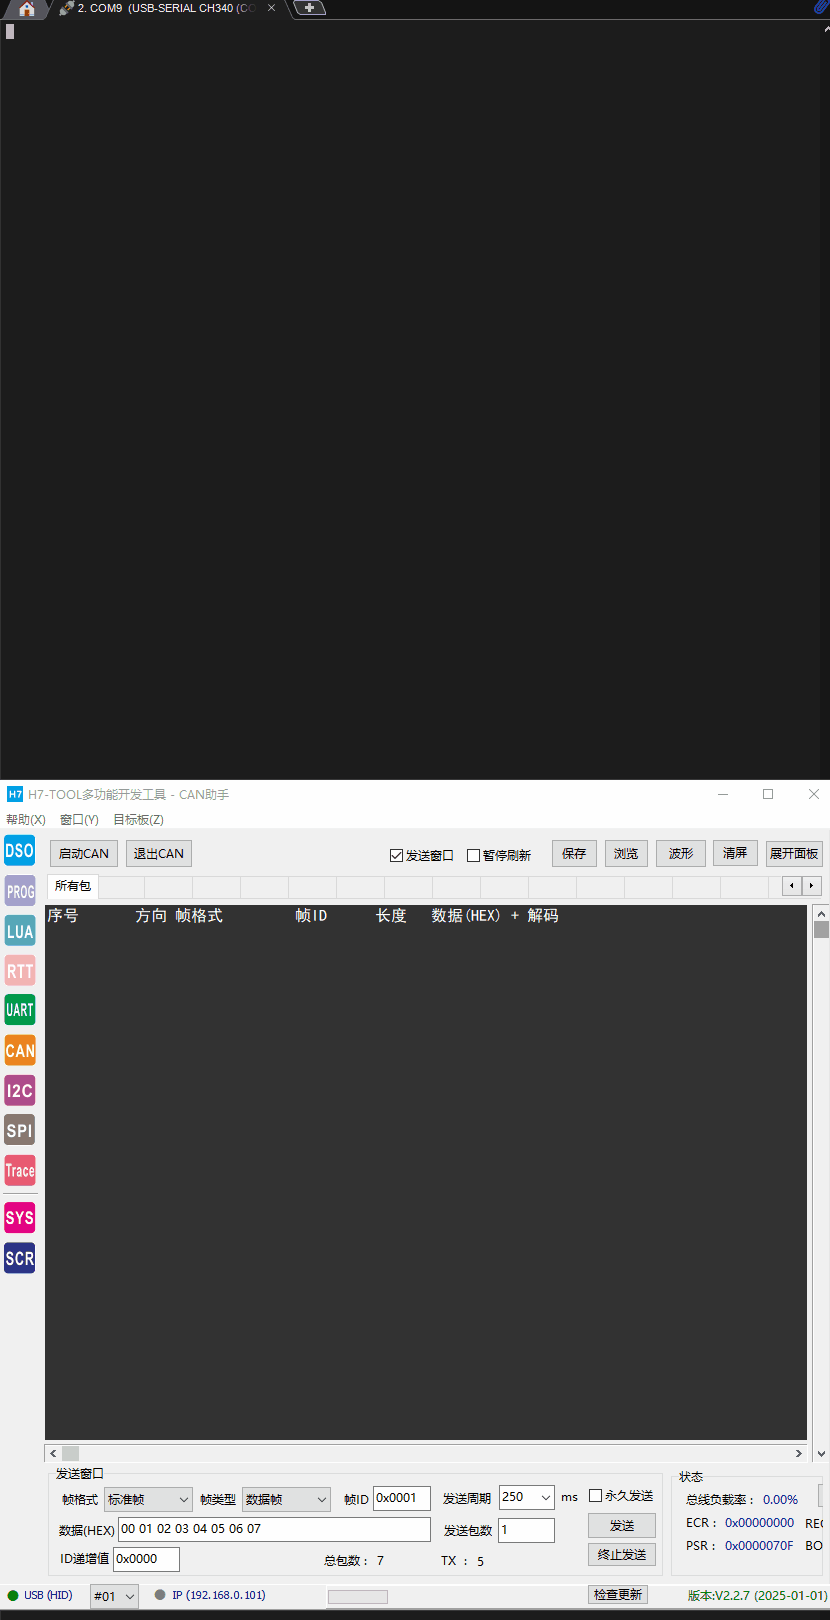 2. COM9 (USB-SERIAL CH340 (CO
H7 H7-TOOL多功能开发工具 - CAN助手
帮助(X) 窗口(Y) 目标板(Z)
DSO 启动CAN 退出CAN 发送窗口 暂停刷新 保存 浏览 波形 清屏 展开面板
PROG 所有包
序号 方向 帧格式 帧ID 长度 数据(HEX) + 解码
LUA
RTT
UART
CAN
I2C
SPI
Trace
SYS
SCR
发送窗口 状态
帧格式 标准帧 帧类型 数据帧 帧ID 0x0001 发送周期 250 ms 永久发送 总线负载率: 0.00%
数据(HEX) 00 01 02 03 04 05 06 07 发送包数 1 发送 ECR: 0x00000000 REC
ID递增值 0x0000 总包数: 7 TX : 5 终止发送 PSR: 0x0000070F BO
USB (HID) #01 IP (192.168.0.101) 检查更新 版本:V2.2.7 (2025-01-01)